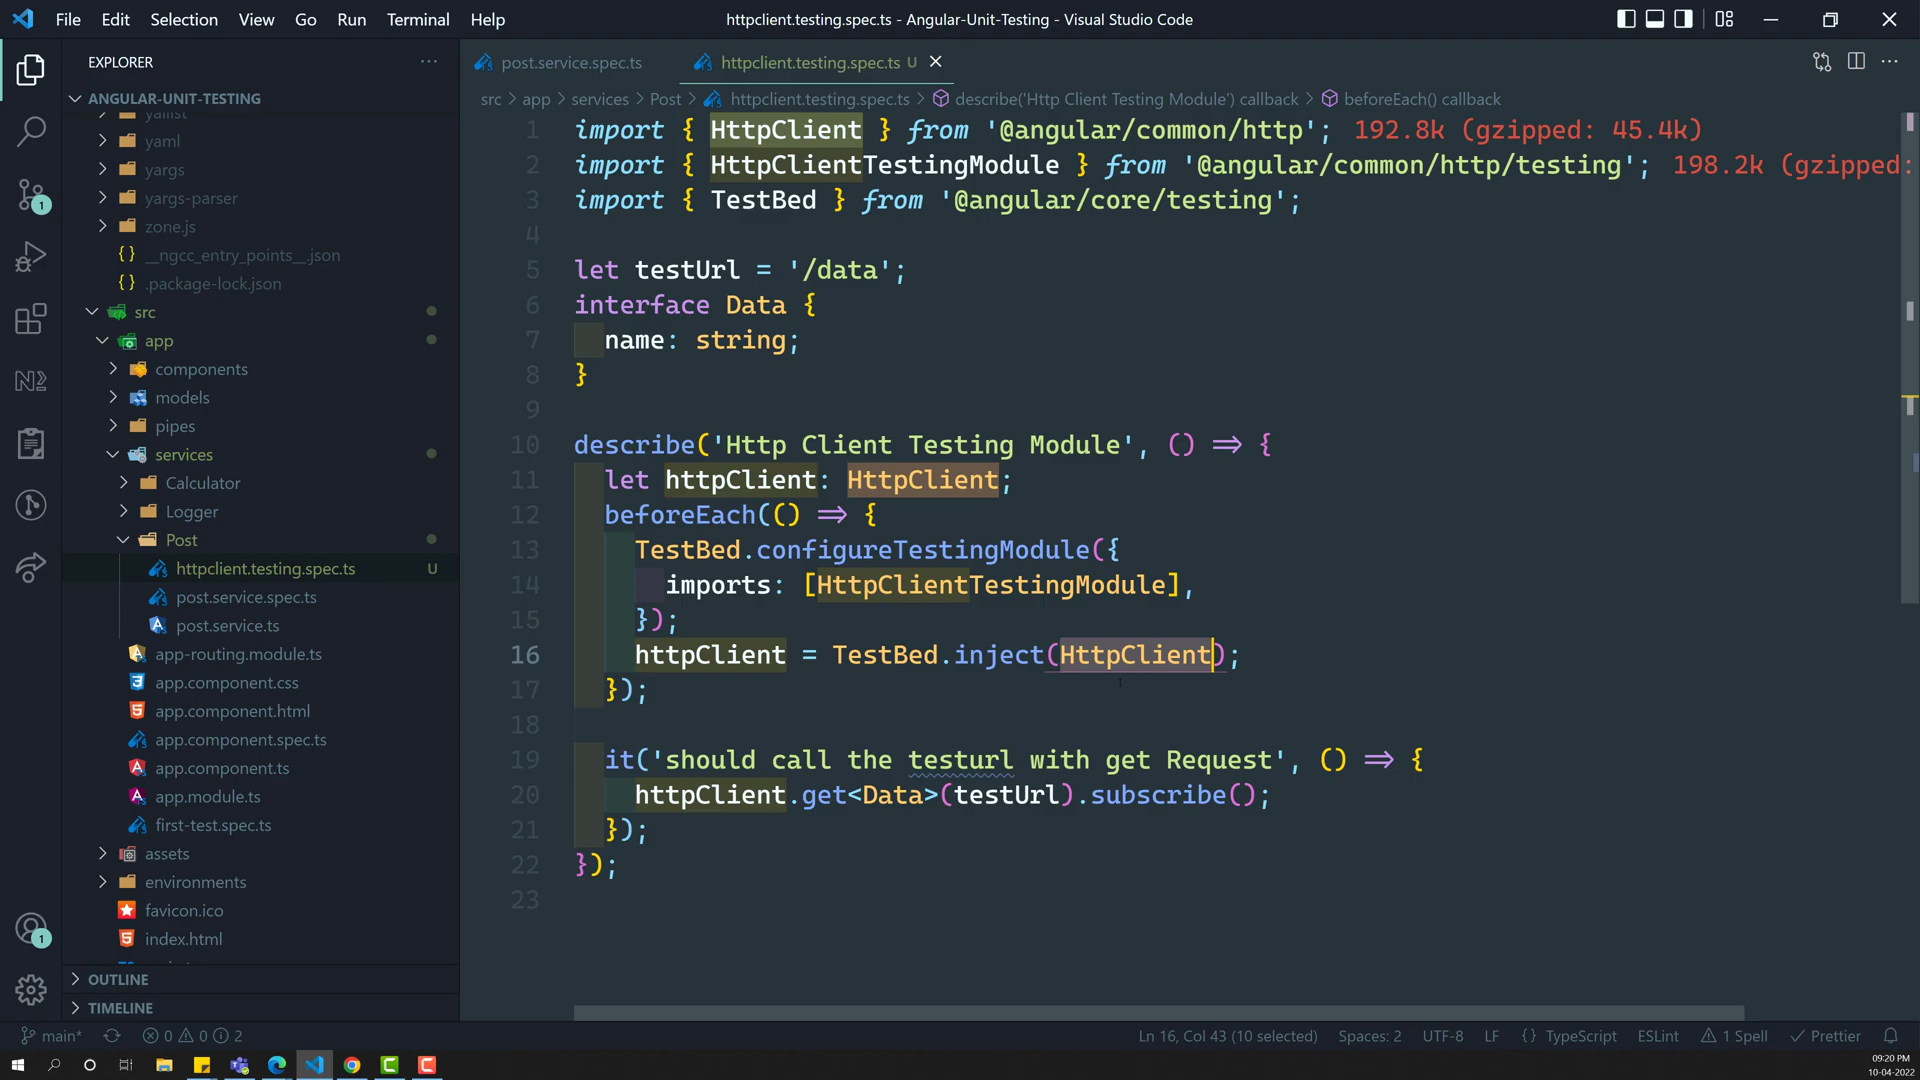 File Edit Selection View Go Run Terminal Help
httpclient.testing.spec.ts - Angular-Unit-Testing - Visual Studio Code
EXPLORER
ANGULAR-UNIT-TESTING
yallist
yaml
yargs
yargs-parser
zone.js
{} __ngcc_entry_points__.json
{} .package-lock.json
src
app
components
models
pipes
services
Calculator
Logger
Post
httpclient.testing.spec.ts U
post.service.spec.ts
post.service.ts
app-routing.module.ts
app.component.css
app.component.html
app.component.spec.ts
app.component.ts
app.module.ts
first-test.spec.ts
assets
environments
favicon.ico
index.html
OUTLINE
TIMELINE
1
1
post.service.spec.ts
httpclient.testing.spec.ts U
src > app > services > Post > httpclient.testing.spec.ts > describe('Http Client Testing Module') callback > beforeEach() callback
1 import { HttpClient } from '@angular/common/http'; 192.8k (gzipped: 45.4k)
2 import { HttpClientTestingModule } from '@angular/common/http/testing'; 198.2k (gzipped:
3 import { TestBed } from '@angular/core/testing';
4
5 let testUrl = '/data';
6 interface Data {
7 name: string;
8 }
9
10 describe('Http Client Testing Module', () => {
11 let httpClient: HttpClient;
12 beforeEach(() => {
13 TestBed.configureTestingModule({
14 imports: [HttpClientTestingModule],
15 });
16 httpClient = TestBed.inject(HttpClient);
17 });
18
19 it('should call the testurl with get Request', () => {
20 httpClient.get<Data>(testUrl).subscribe();
21 });
22 });
23
main* 0 0 2
Ln 16, Col 43 (10 selected) Spaces: 2 UTF-8 LF {} TypeScript ESLint 1 Spell Prettier
09:20 PM
10-04-2022